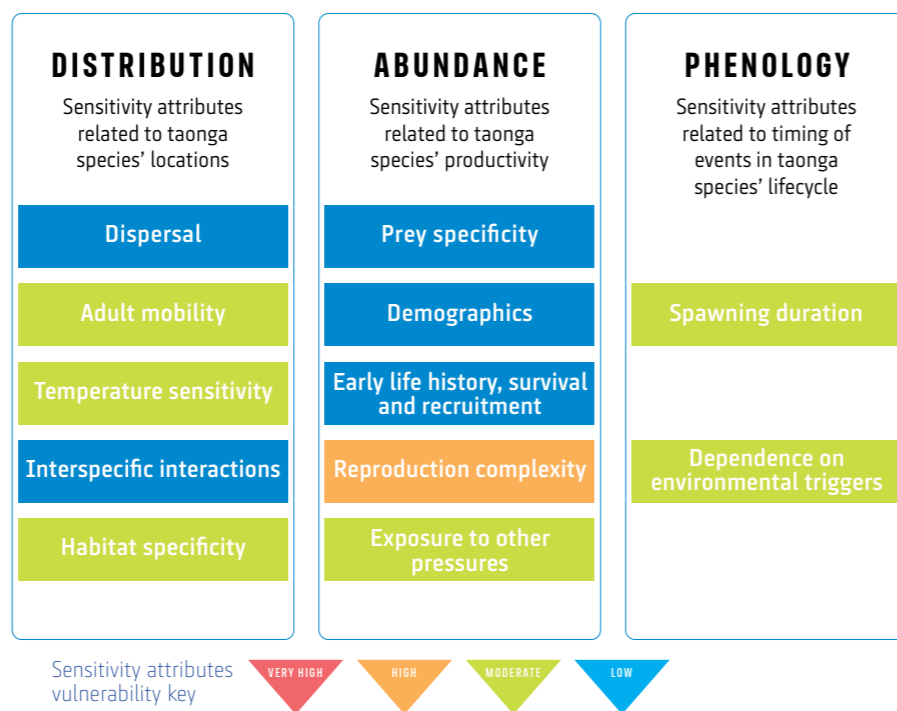 DISTRIBUTION
Sensitivity attributes
related to taonga
species’ locations
Dispersal
Adult mobility
Temperature sensitivity
Interspecific interactions
Habitat specificity
ABUNDANCE
Sensitivity attributes
related to taonga
species’ productivity
Prey specificity
Demographics
Early life history, survival
and recruitment
Reproduction complexity
Exposure to other
pressures
PHENOLOGY
Sensitivity attributes
related to timing of
events in taonga
species’ lifecycle
Spawning duration
Dependence on
environmental triggers
Sensitivity attributes
vulnerability key
VERY HIGH
HIGH
MODERATE
LOW